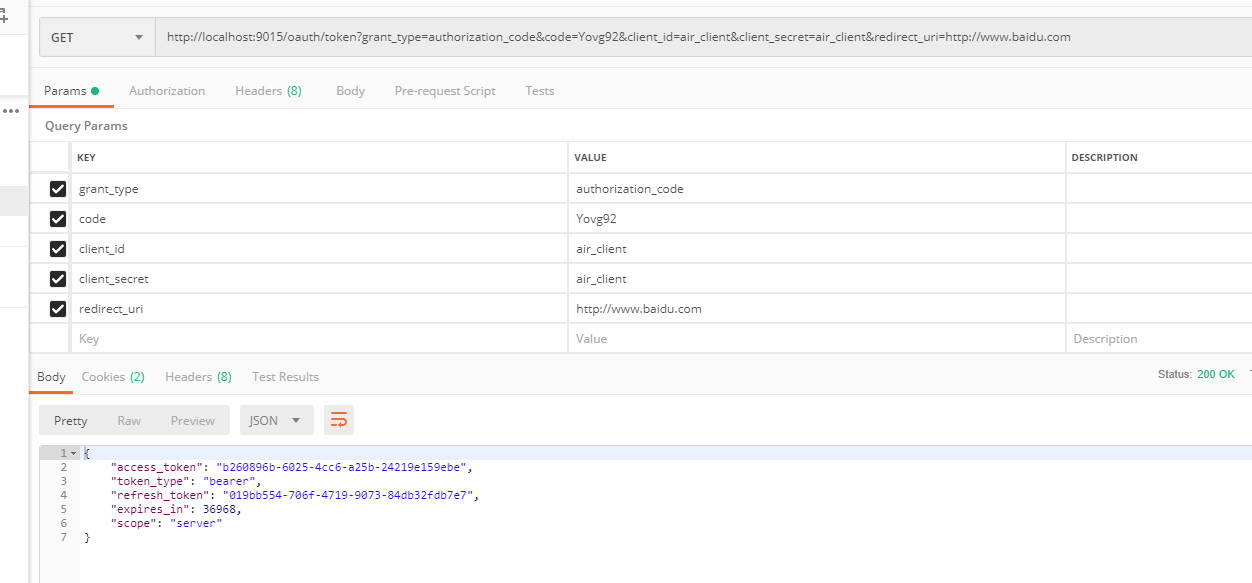 GET http://localhost:9015/oauth/token?grant_type=authorization_code&code=Yovg92&client_id=air_client&client_secret=air_client&redirect_uri=http://www.baidu.com
Params Authorization Headers (8) Body Pre-request Script Tests
Query Params
KEY VALUE DESCRIPTION
grant_type authorization_code
code Yovg92
client_id air_client
client_secret air_client
redirect_uri http://www.baidu.com
Key Value Description
Body Cookies (2) Headers (8) Test Results Status: 200 OK
Pretty Raw Preview JSON
1 {
2 "access_token": "b260896b-6025-4cc6-a25b-24219e159ebe",
3 "token_type": "bearer",
4 "refresh_token": "019bb554-706f-4719-9073-84db32fdb7e7",
5 "expires_in": 36968,
6 "scope": "server"
7 }